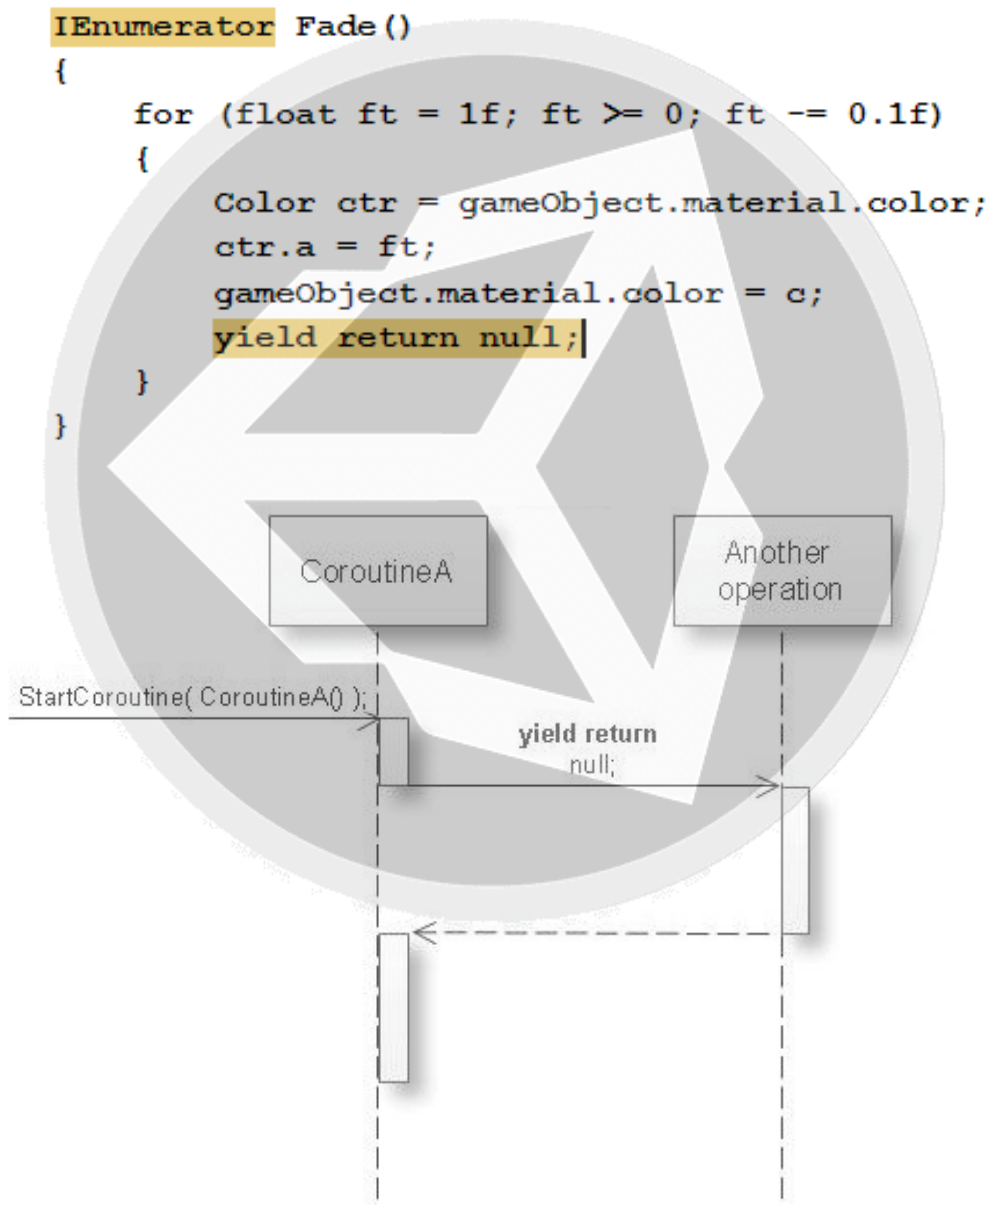 IEnumerator Fade()
{
for (float ft = 1f; ft >= 0; ft -= 0.1f)
{
Color ctr = gameObject.material.color;
ctr.a = ft;
gameObject.material.color = c;
yield return null;
}
}
CoroutineA
Another
operation
StartCoroutine( CoroutineA() );
yield return
null;